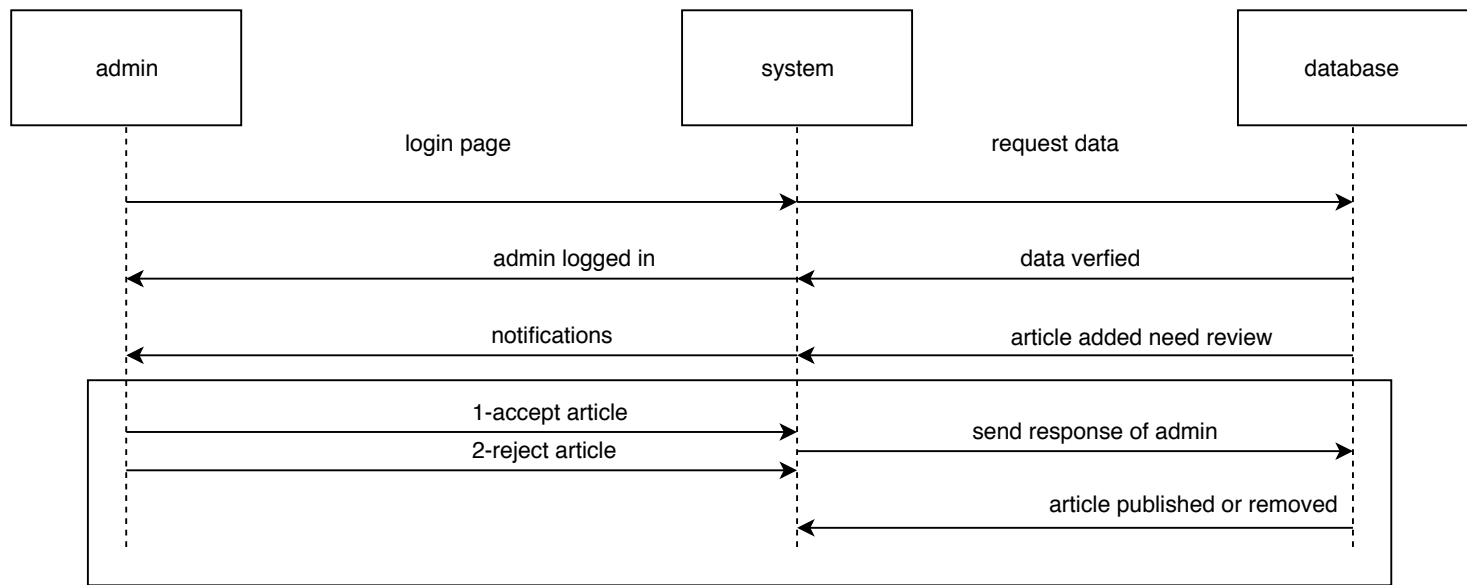 admin
system
database
login page
request data
admin logged in
data verfied
notifications
article added need review
1-accept article
send response of admin
2-reject article
article published or removed